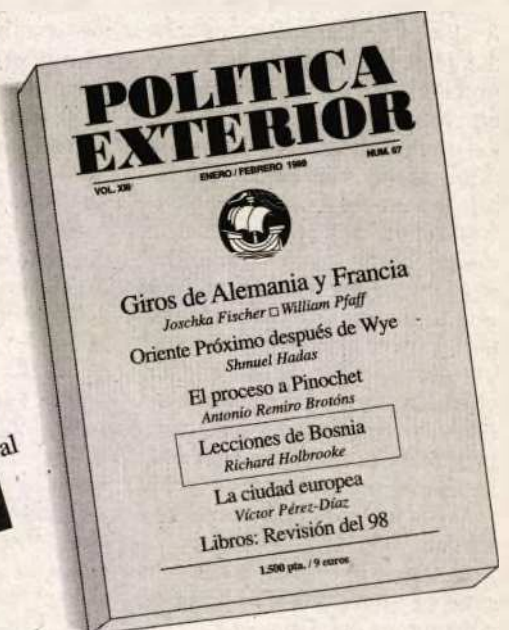 POLITICA
EXTERIOR
VOL. XIII ENERO / FEBRERO 1999 NUM. 67
Giros de Alemania y Francia
Joschka Fischer □ William Pfaff
Oriente Próximo después de Wye
Shmuel Hadas
El proceso a Pinochet
Antonio Remiro Brotóns
Lecciones de Bosnia
Richard Holbrooke
La ciudad europea
Víctor Pérez-Díaz
Libros: Revisión del 98
1.500 pta. / 9 euros
al